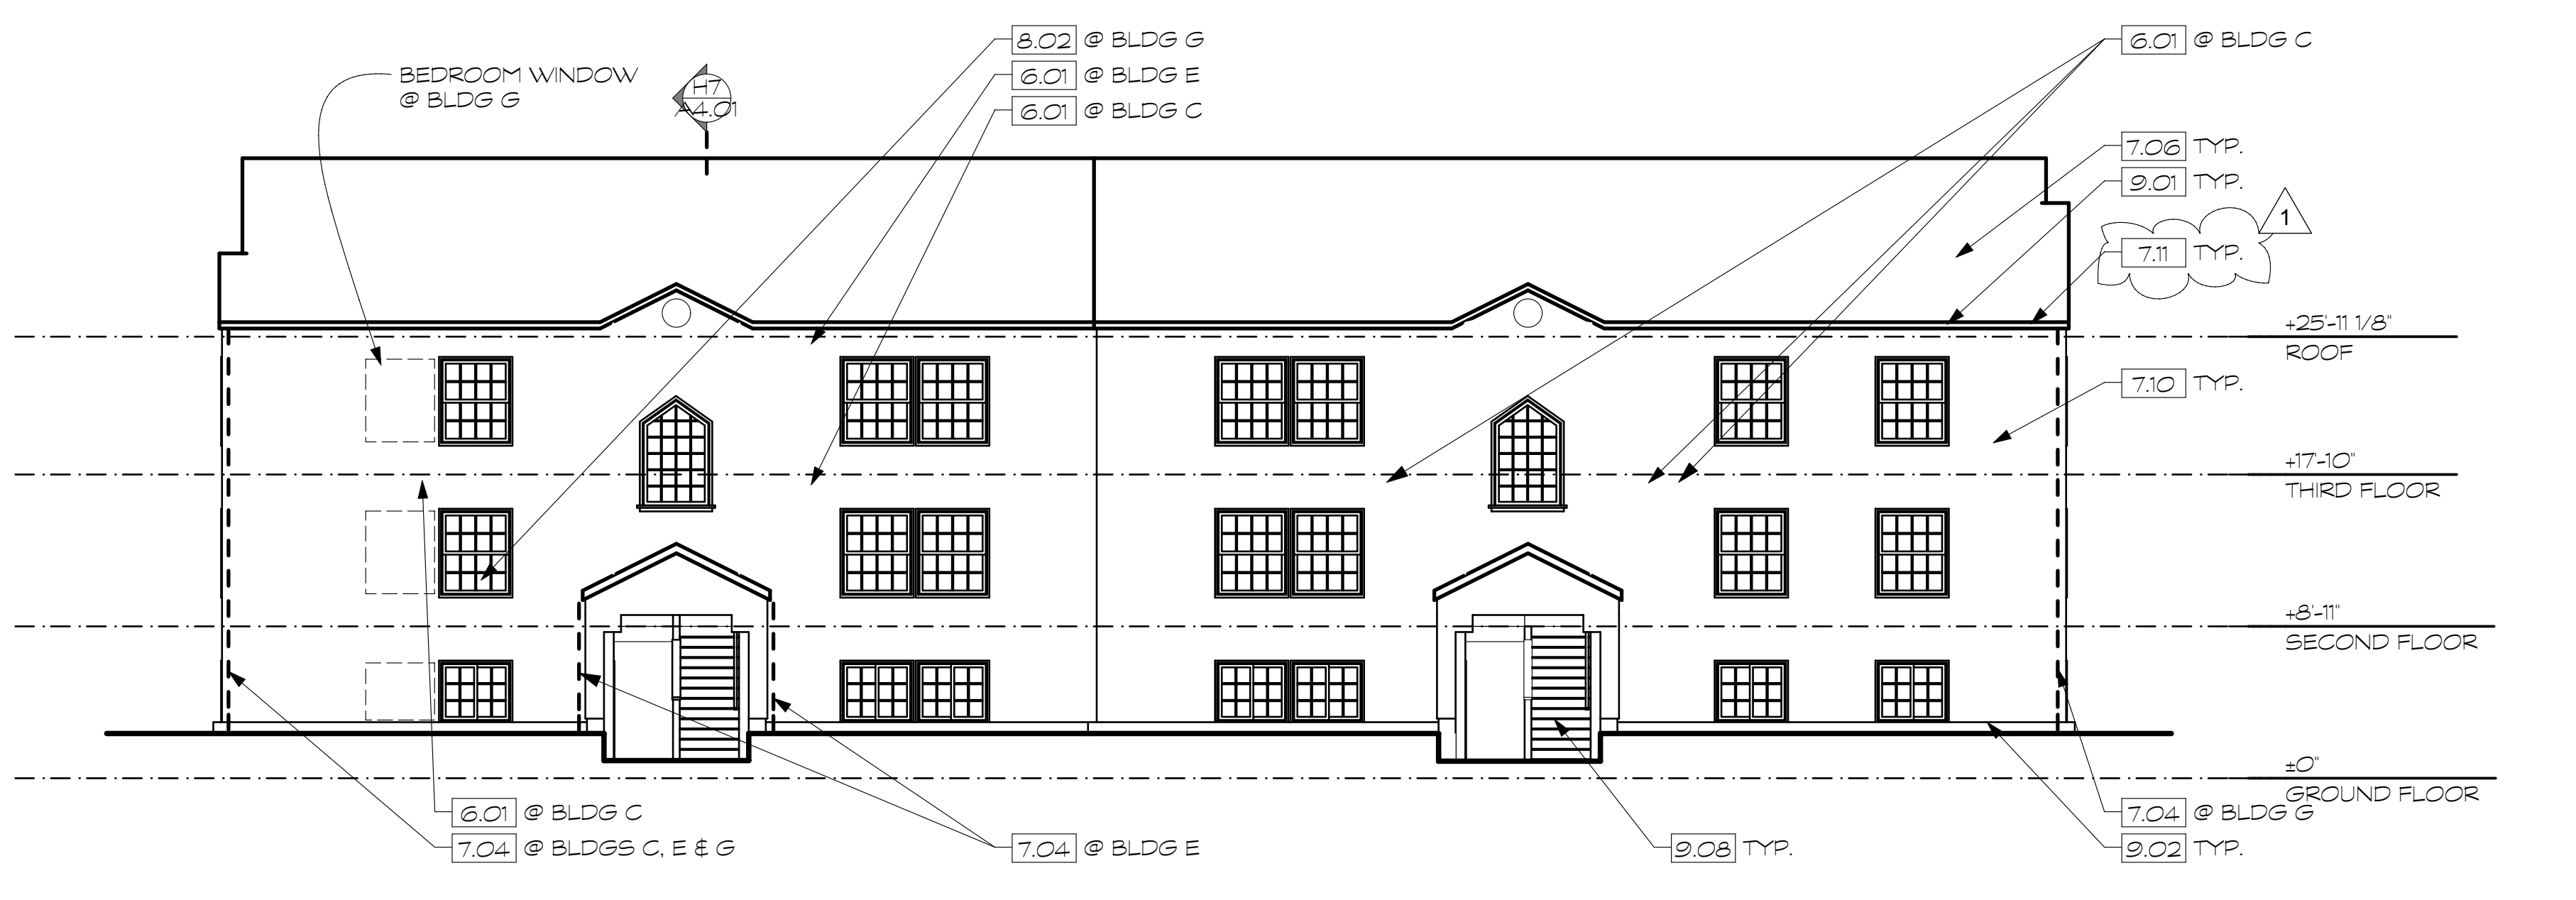 8.02 @ BLDG G
6.01 @ BLDG C
BEDROOM WINDOW
@ BLDG G
H7
A4.01
6.01 @ BLDG E
6.01 @ BLDG C
7.06 TYP.
9.01 TYP.
1
7.11 TYP.
+25'-11 1/8"
ROOF
7.10 TYP.
+17'-10"
THIRD FLOOR
+8'-11"
SECOND FLOOR
±0"
GROUND FLOOR
6.01 @ BLDG C
7.04 @ BLDG G
7.04 @ BLDGS C, E & G
7.04 @ BLDG E
9.08 TYP.
9.02 TYP.